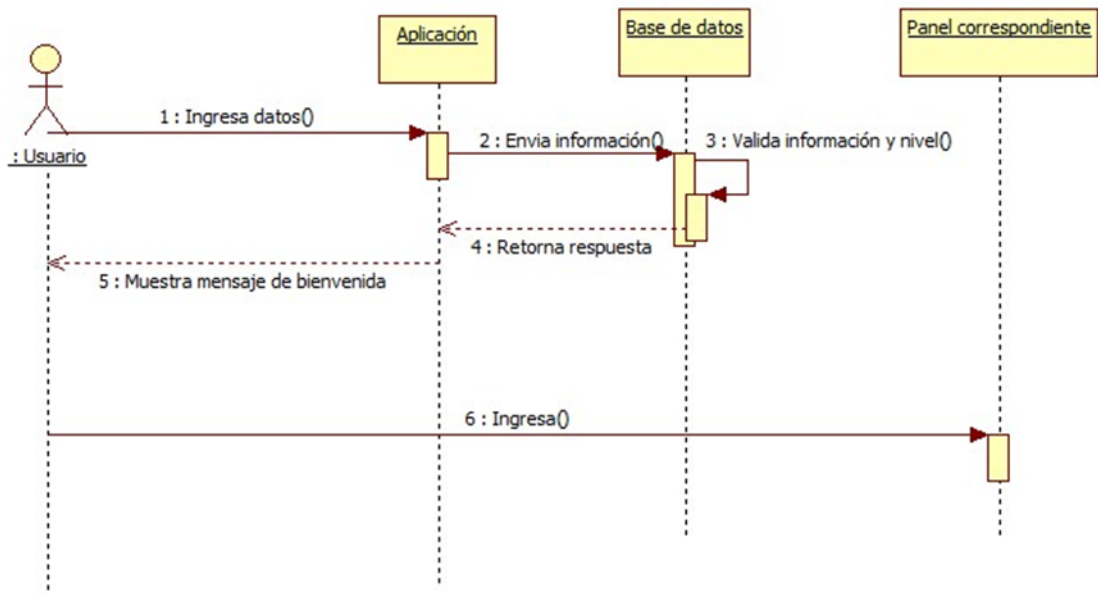 Aplicación
Base de datos
Panel correspondiente
: Usuario
1 : Ingresa datos()
2 : Envia información()
3 : Valida información y nivel()
4 : Retorna respuesta
5 : Muestra mensaje de bienvenida
6 : Ingresa()